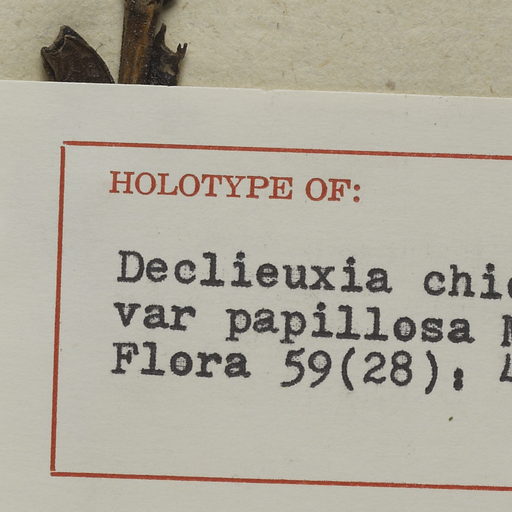 HOLOTYPE OF:
Declieuxia
var papillosa
Flora 59(28):